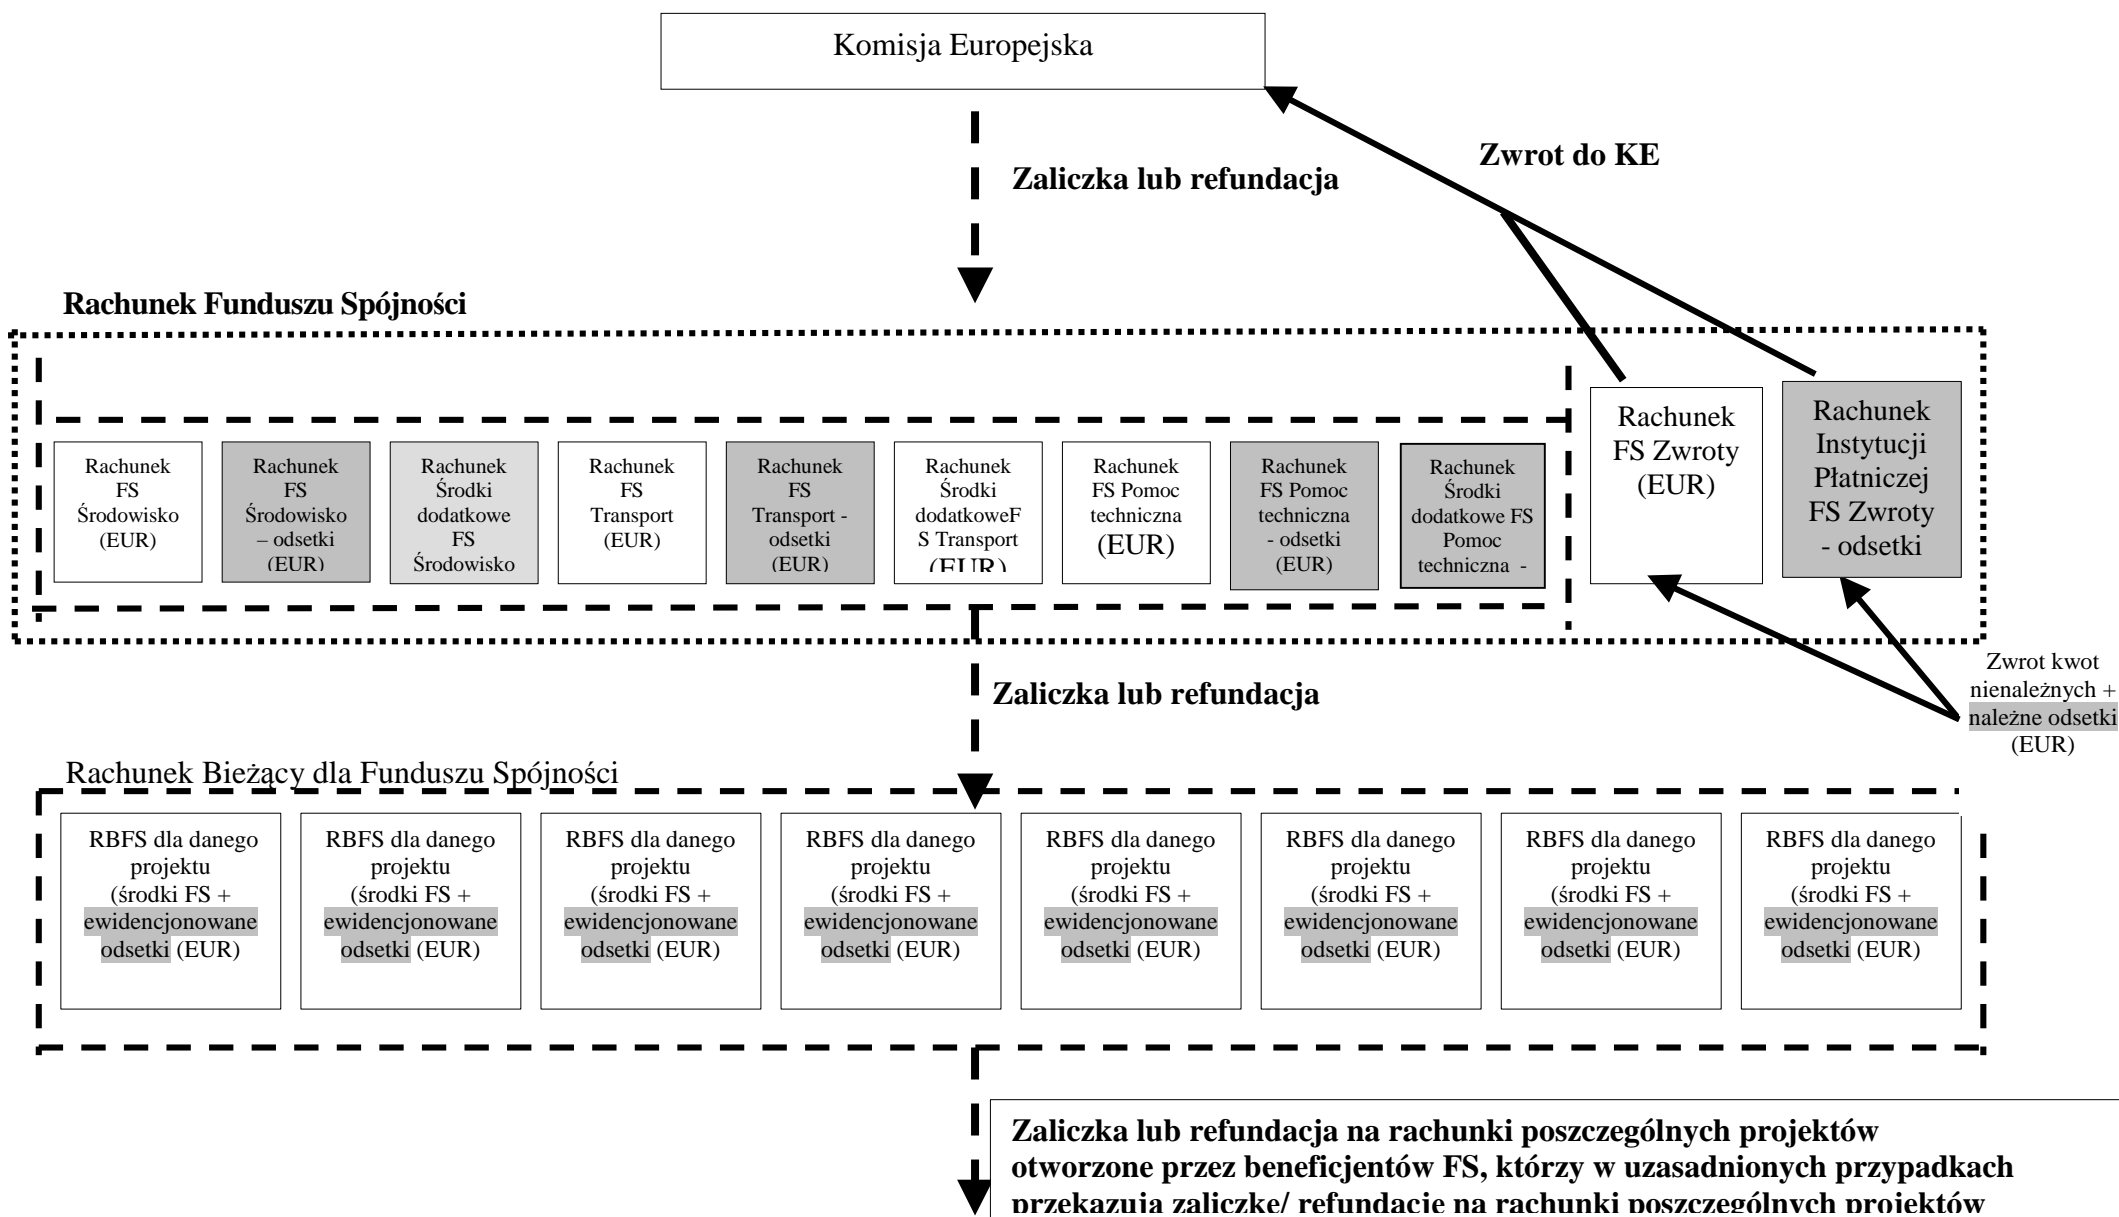 Komisja Europejska
Zwrot do KE
Zaliczka lub refundacja
Rachunek Funduszu Spójności
Rachunek
FS
Środowisko
(EUR)
Rachunek
FS
Środowisko
– odsetki
(EUR)
Rachunek
Środki
dodatkowe
FS
Środowisko
Rachunek
FS
Transport
(EUR)
Rachunek
FS
Transport -
odsetki
(EUR)
Rachunek
Środki
dodatkoweF
S Transport
(EUR)
Rachunek
FS Pomoc
techniczna
(EUR)
Rachunek
FS Pomoc
techniczna
- odsetki
(EUR)
Rachunek
Środki
dodatkowe FS
Pomoc
techniczna -
Rachunek
FS Zwroty
(EUR)
Rachunek
Instytucji
Płatniczej
FS Zwroty
- odsetki
Zwrot kwot
nienależnych +
należne odsetki
(EUR)
Zaliczka lub refundacja
Rachunek Bieżący dla Funduszu Spójności
RBFS dla danego
projektu
(środki FS +
ewidencjonowane
odsetki (EUR)
RBFS dla danego
projektu
(środki FS +
ewidencjonowane
odsetki (EUR)
RBFS dla danego
projektu
(środki FS +
ewidencjonowane
odsetki (EUR)
RBFS dla danego
projektu
(środki FS +
ewidencjonowane
odsetki (EUR)
RBFS dla danego
projektu
(środki FS +
ewidencjonowane
odsetki (EUR)
RBFS dla danego
projektu
(środki FS +
ewidencjonowane
odsetki (EUR)
RBFS dla danego
projektu
(środki FS +
ewidencjonowane
odsetki (EUR)
RBFS dla danego
projektu
(środki FS +
ewidencjonowane
odsetki (EUR)
Zaliczka lub refundacja na rachunki poszczególnych projektów
otworzone przez beneficjentów FS, którzy w uzasadnionych przypadkach
przekazują zaliczkę/ refundację na rachunki poszczególnych projektów